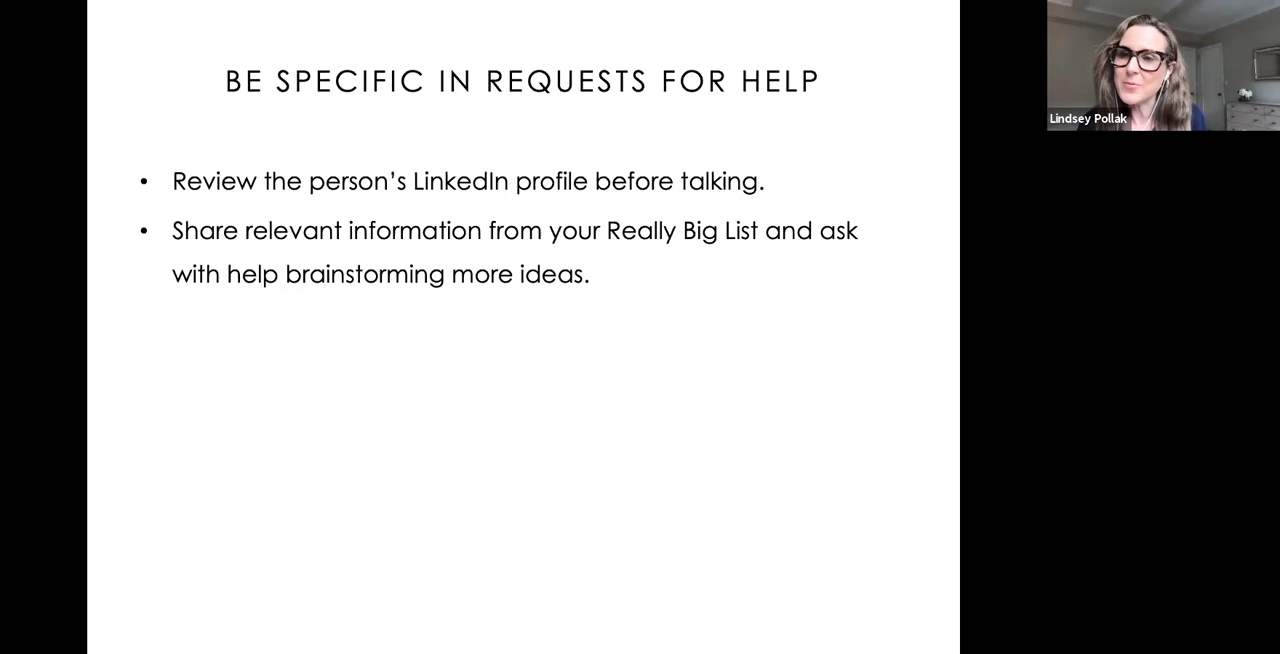 BE SPECIFIC IN REQUESTS FOR HELP
• Review the person’s LinkedIn profile before talking.
• Share relevant information from your Really Big List and ask
with help brainstorming more ideas.
Lindsey Pollak